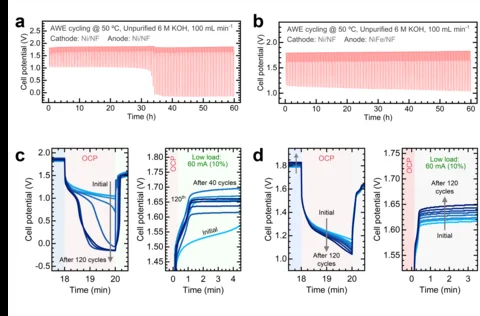 a
AWE cycling @ 50 ºC, Unpurified 6 M KOH, 100 mL min⁻¹
Cathode: Ni/NF Anode: Ni/NF
Cell potential (V)
2.5
2.0
1.5
1.0
0.5
0.0
0 10 20 30 40 50 60
Time (h)
b
AWE cycling @ 50 ºC, Unpurified 6 M KOH, 100 mL min⁻¹
Cathode: Ni/NF Anode: NiFe/NF
Cell potential (V)
2.0
1.5
1.0
0 10 20 30 40 50 60
Time (h)
c
OCP
Cell potential (V)
2.0
1.5
1.0
0.5
0.0
-0.5
Initial
After 120 cycles
18 19 20
Time (min)
OCP
Low load:
60 mA (10%)
Cell potential (V)
1.80
1.75
1.70
1.65
1.60
1.55
1.50
1.45
After 40 cycles
120ᵗʰ
Initial
0 1 2 3 4
Time (min)
d
OCP
Cell potential (V)
2.0
1.8
1.6
1.4
1.2
1.0
Initial
After 120
cycles
18 19 20
Time (min)
OCP
Low load:
60 mA (10%)
Cell potential (V)
1.75
1.70
1.65
1.60
1.55
After 120
cycles
Initial
0 1 2 3
Time (min)